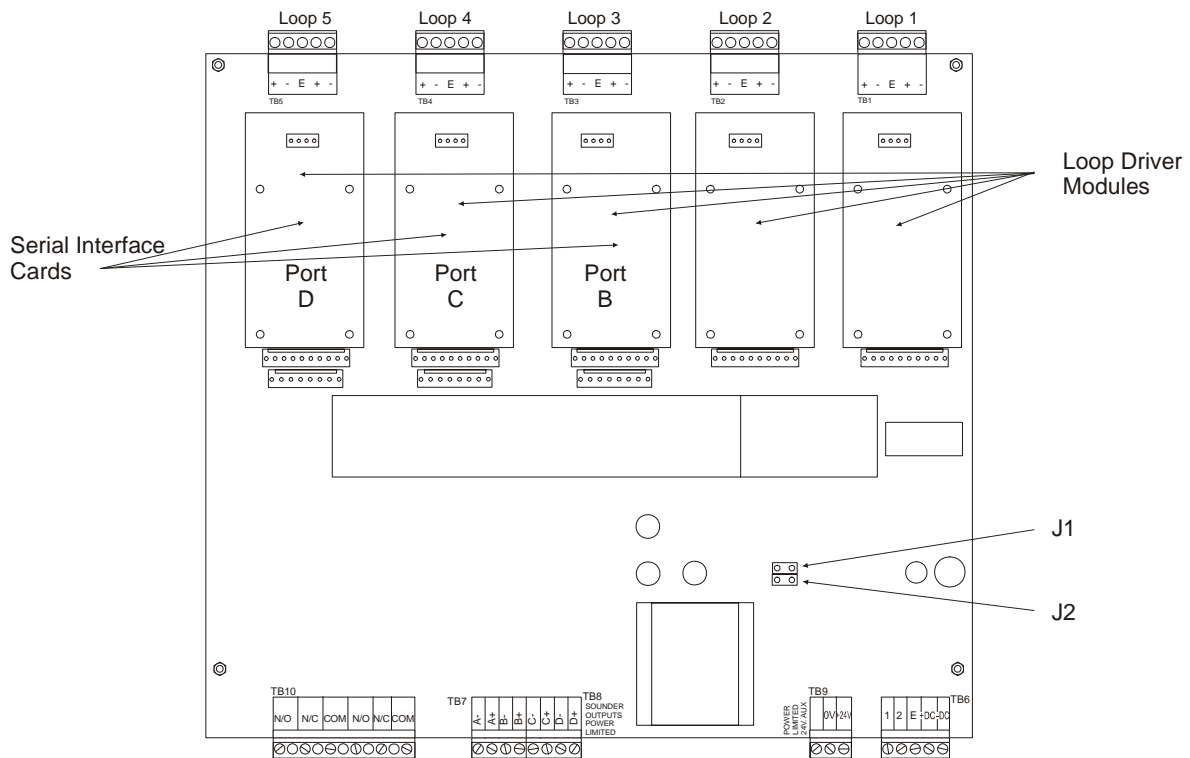 Loop 5 Loop 4 Loop 3 Loop 2 Loop 1
+ - E + - + - E + - + - E + - + - E + - + - E + -
TB5 TB4 TB3 TB2 TB1
Loop Driver
Modules
Serial Interface
Cards
Port
D
Port
C
Port
B
J1
J2
TB10
N/O N/C COM N/O N/C COM
TB7
A- A+ B- B+ C- C+ D- D+
TB8
SOUNDER
OUTPUTS
POWER
LIMITED
POWER
LIMITED
24V AUX
TB9
0V +24V
TB6
1 2 E +DC -DC